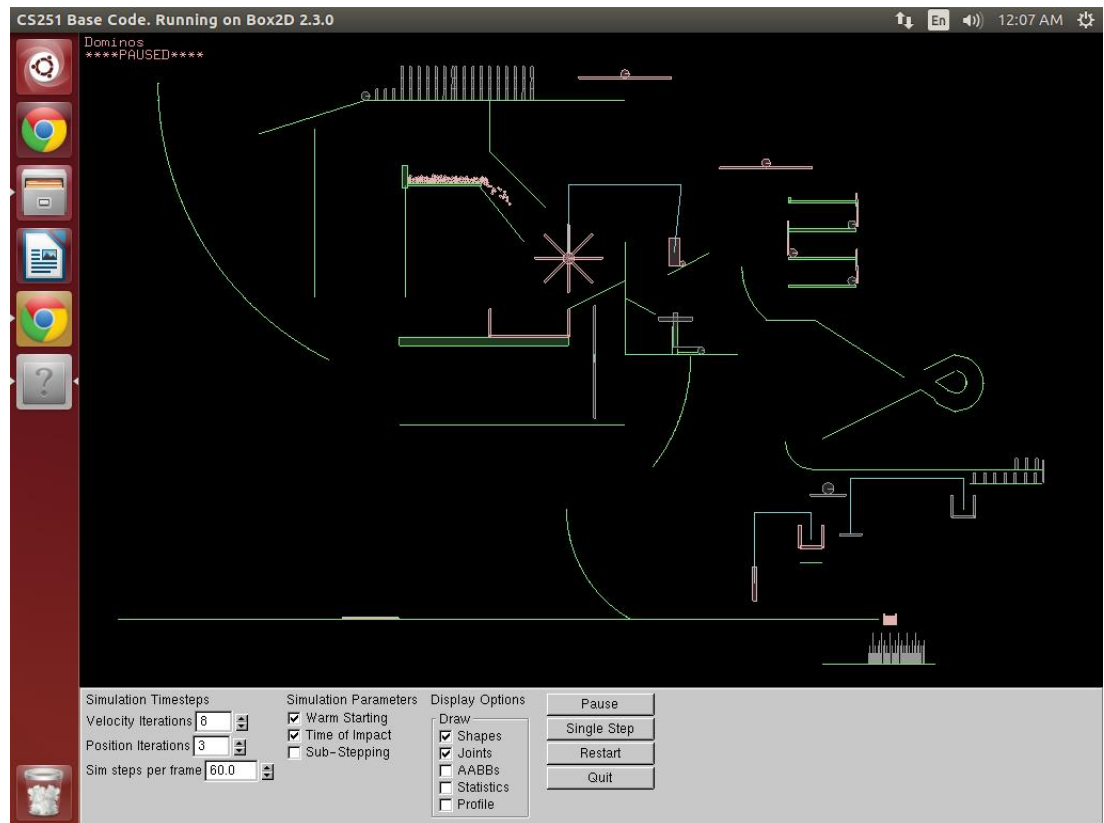 CS251 Base Code. Running on Box2D 2.3.0
En
12:07 AM
Dominos
****PAUSED****
?
Simulation Timesteps
Velocity Iterations 8
Position Iterations 3
Sim steps per frame 60.0
Simulation Parameters
Warm Starting
Time of Impact
Sub-Stepping
Display Options
Draw
Shapes
Joints
AABBs
Statistics
Profile
Pause
Single Step
Restart
Quit